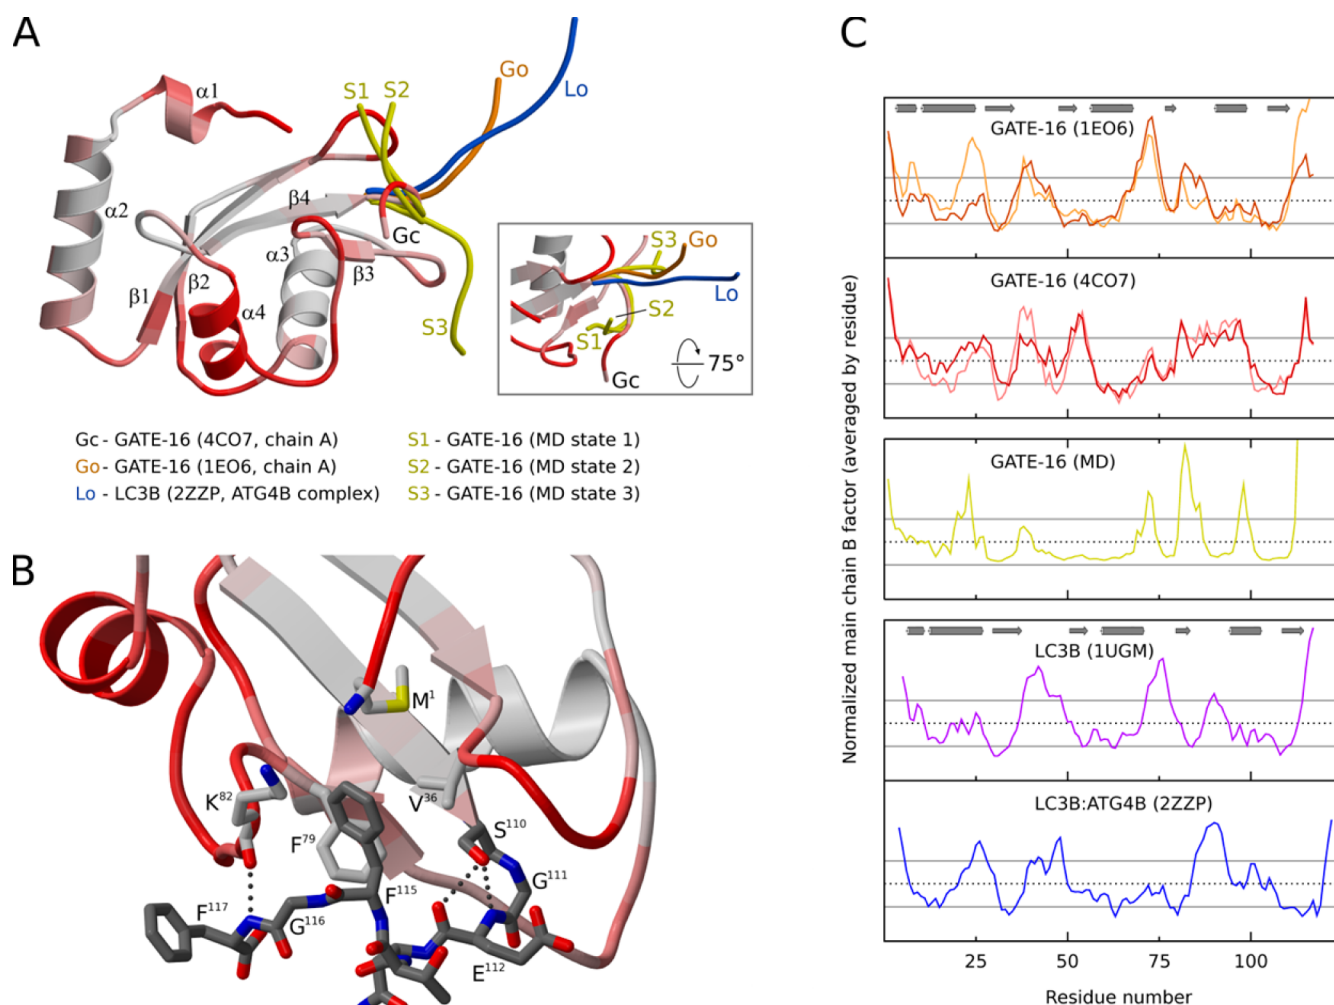 A
α1
α2
β1
β2
α4
α3
β3
β4
S1
S2
Go
Lo
Gc
S3
S3
Go
Lo
S2
S1
Gc
75°
Gc - GATE-16 (4CO7, chain A)
Go - GATE-16 (1EO6, chain A)
Lo - LC3B (2ZZP, ATG4B complex)
S1 - GATE-16 (MD state 1)
S2 - GATE-16 (MD state 2)
S3 - GATE-16 (MD state 3)
B
M1
K82
V36
F79
S110
G111
F115
F117
G116
E112
C
Normalized main chain B factor (averaged by residue)
GATE-16 (1EO6)
GATE-16 (4CO7)
GATE-16 (MD)
LC3B (1UGM)
LC3B:ATG4B (2ZZP)
25 50 75 100
Residue number